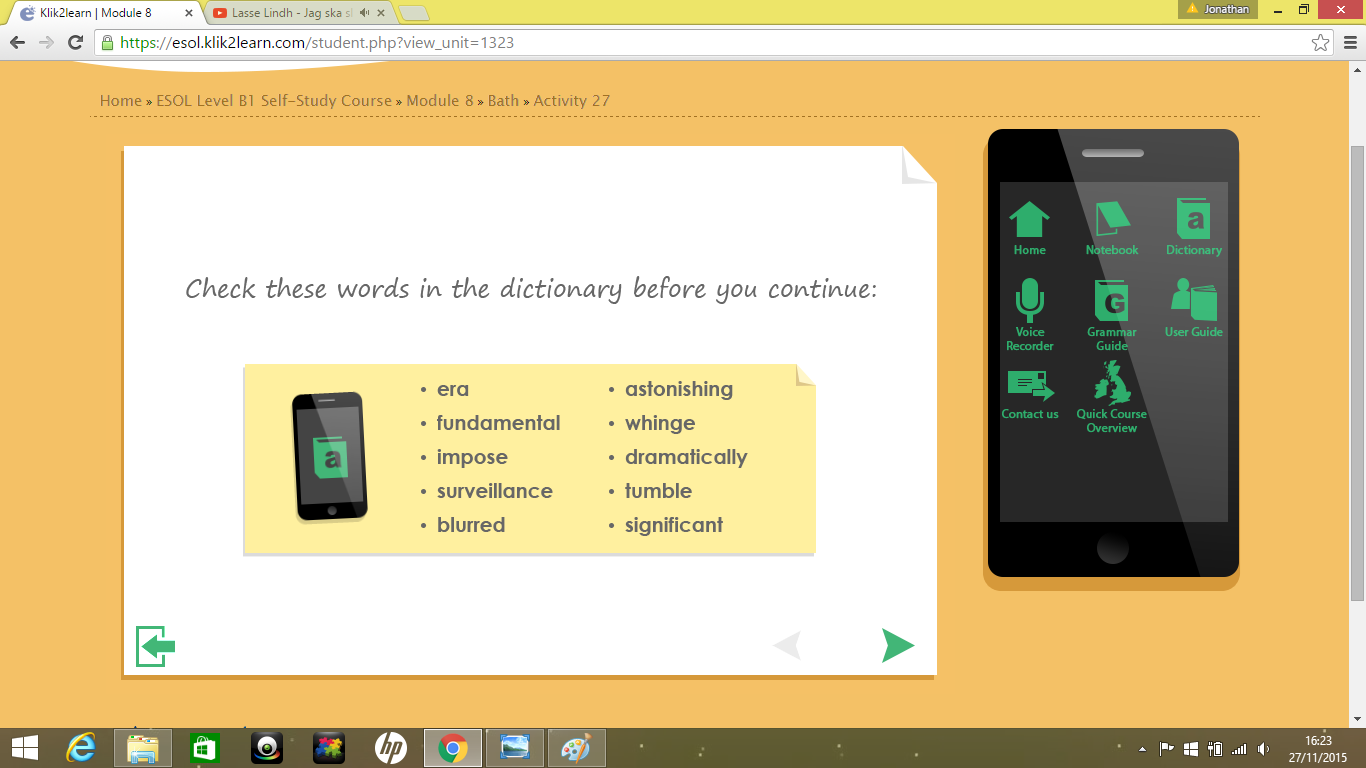 Klik2learn | Module 8
Lasse Lindh - Jag ska s
Jonathan
https://esol.klik2learn.com/student.php?view_unit=1323
Home » ESOL Level B1 Self-Study Course » Module 8 » Bath » Activity 27
Check these words in the dictionary before you continue:
a
• era
• fundamental
• impose
• surveillance
• blurred
• astonishing
• whinge
• dramatically
• tumble
• significant
Home
Notebook
a
Dictionary
Voice
Recorder
G
Grammar
Guide
User Guide
Contact us
Quick Course
Overview
hp
16:23
27/11/2015